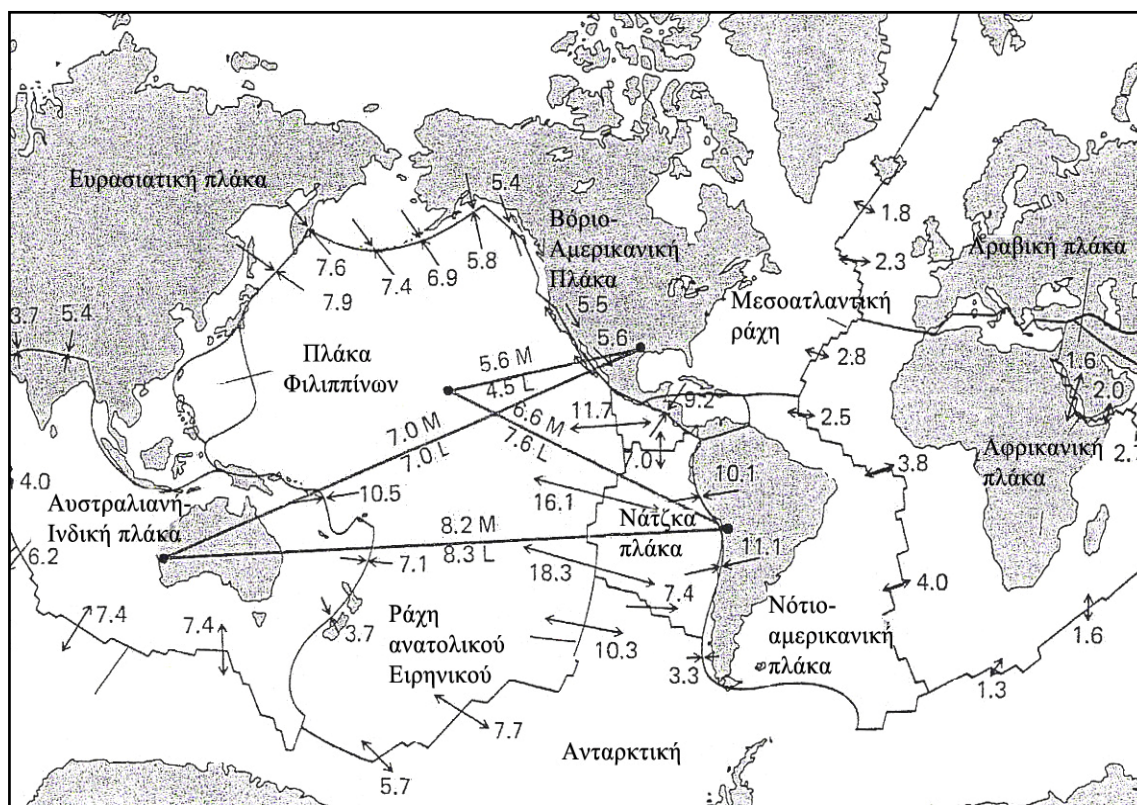 5.4
Ευρασιατική πλάκα
Βόριο-
Αμερικανική
Πλάκα
1.8
Αραβική πλάκα
2.3
7.6
7.4
6.9
5.8
7.9
Μεσοατλαντική
ράχη
5.5
3.7
5.4
5.6
Πλάκα
Φιλιππίνων
5.6 M
4.5 L
2.8
1.6
2.0
9.2
11.7
6.6 M
7.6 L
2.5
7.0 M
7.0 L
7.0
Αφρικανική
πλάκα
3.8
4.0
10.1
Αυστραλιανή-
Ινδική πλάκα
10.5
16.1
Νάτζκα
πλάκα
8.2 M
8.3 L
6.2
7.1
11.1
18.3
7.4
4.0
7.4
7.4
3.7
Ράχη
ανατολικού
Ειρηνικού
Νότιο-
αμερικανική
πλάκα
1.6
10.3
3.3
1.3
7.7
5.7
Ανταρκτική